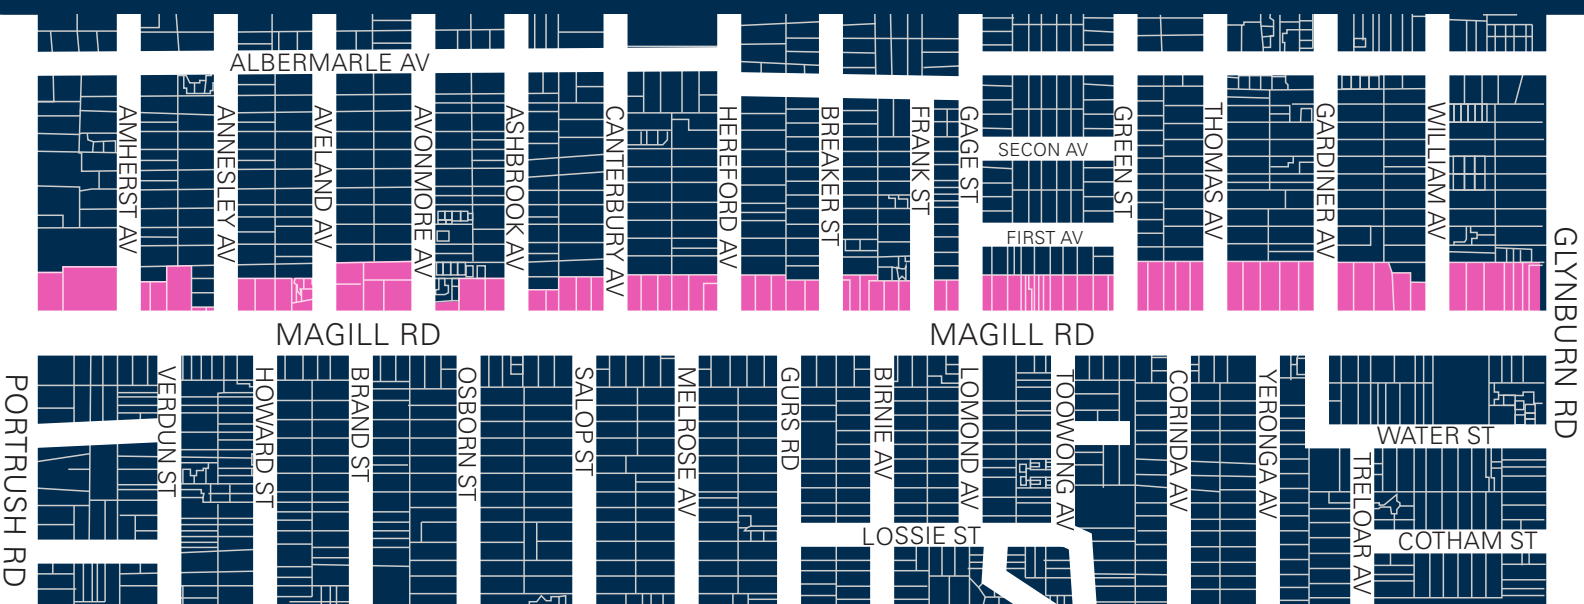 ALBERMARLE AV
AMHERST AV
ANNESLEY AV
AVELAND AV
AVONMORE AV
ASHBROOK AV
CANTERBURY AV
HEREFORD AV
BREAKER ST
FRANK ST
GAGE ST
SECON AV
FIRST AV
GREEN ST
THOMAS AV
GARDINER AV
WILLIAM AV
GLYNBURN RD
MAGILL RD
MAGILL RD
PORTRUSH RD
VERDUN ST
HOWARD ST
BRAND ST
OSBORN ST
SALOP ST
MELROSE AV
GURS RD
BIRNIE AV
LOMOND AV
TOOWONG AV
CORINDA AV
YERONGA AV
WATER ST
TRELOAR AV
LOSSIE ST
COTHAM ST